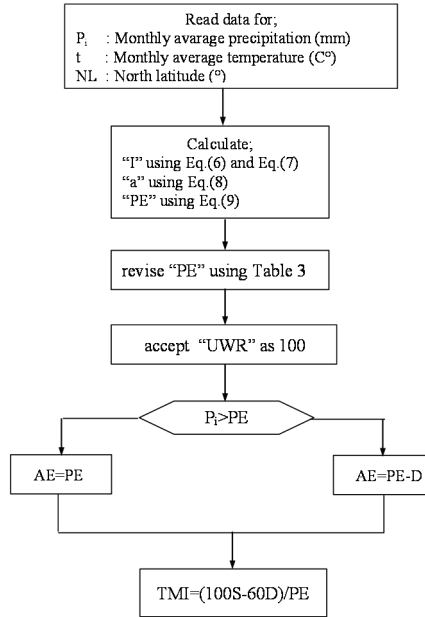 Read data for;
Pi : Monthly avarage precipitation (mm)
t : Monthly average temperature (C°)
NL : North latitude (°)
Calculate;
“I” using Eq.(6) and Eq.(7)
“a” using Eq.(8)
“PE” using Eq.(9)
revise “PE” using Table 3
accept “UWR” as 100
Pi>PE
AE=PE
AE=PE-D
TMI=(100S-60D)/PE